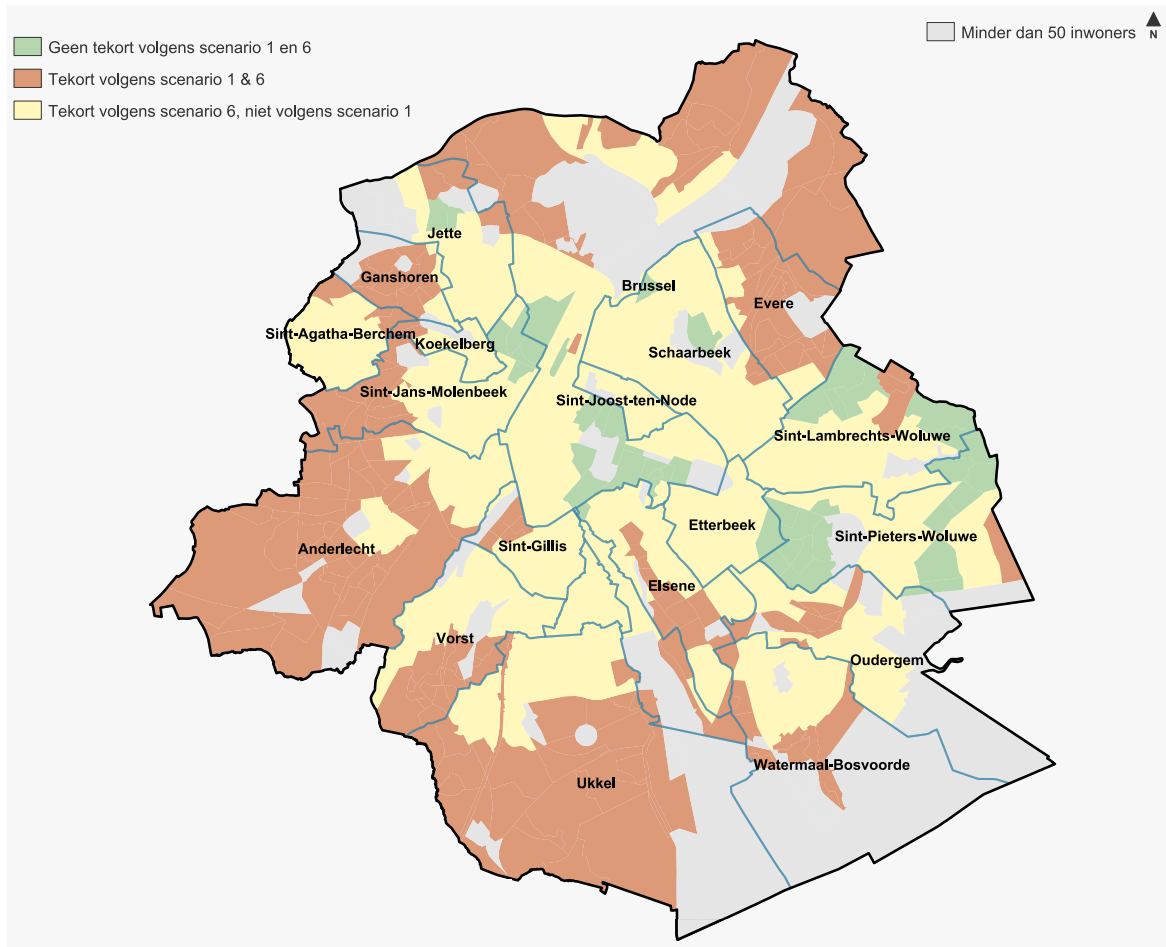 Geen tekort volgens scenario 1 en 6
Tekort volgens scenario 1 & 6
Tekort volgens scenario 6, niet volgens scenario 1
Minder dan 50 inwoners
N
Jette
Ganshoren
Brussel
Evere
Sint-Agatha-Berchem
Koekelberg
Schaarbeek
Sint-Jans-Molenbeek
Sint-Joost-ten-Node
Sint-Lambrechts-Woluwe
Etterbeek
Sint-Pieters-Woluwe
Anderlecht
Sint-Gillis
Elsene
Vorst
Oudergem
Watermaal-Bosvoorde
Ukkel